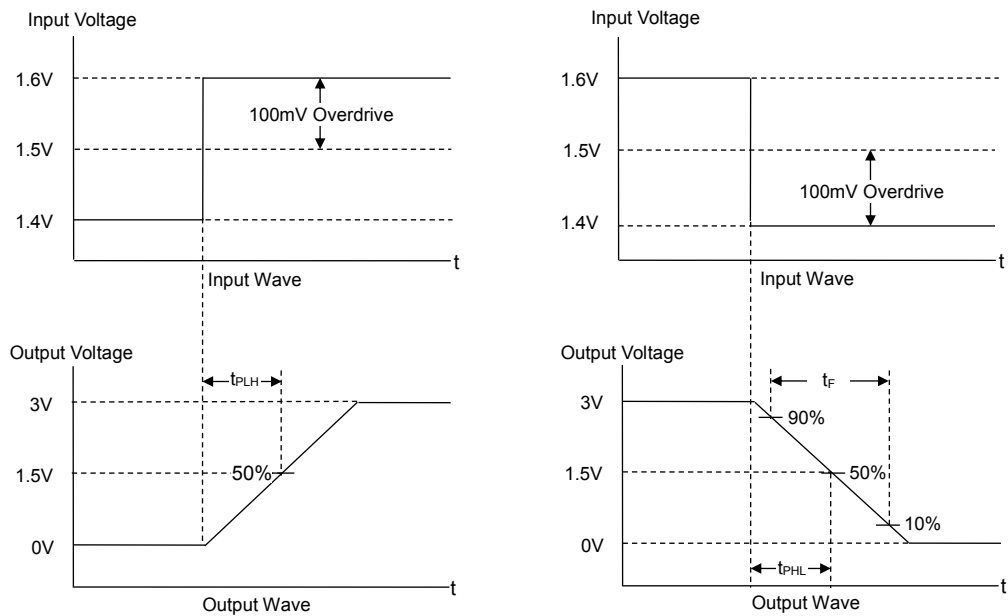 Input Voltage
1.6V
100mV Overdrive
1.5V
1.4V
t
Input Wave
Output Voltage
tPLH
3V
1.5V
50%
0V
t
Output Wave
Input Voltage
1.6V
1.5V
100mV Overdrive
1.4V
t
Input Wave
Output Voltage
tF
3V
90%
1.5V
50%
10%
0V
tPHL
t
Output Wave